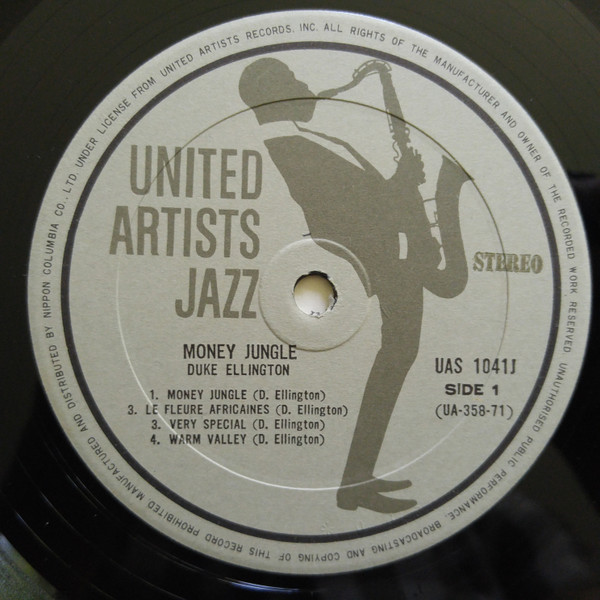 MANUFACTURED AND DISTRIBUTED BY NIPPON COLUMBIA CO., LTD. UNDER LICENSE FROM UNITED ARTISTS RECORDS, INC. ALL RIGHTS OF THE MANUFACTURER AND OWNER OF THE RECORDED WORK RESERVED. UNAUTHORISED PUBLIC PERFORMANCE, BROADCASTING AND COPYING OF THIS RECORD PROHIBITED
UNITED
ARTISTS
JAZZ
STEREO
MONEY JUNGLE
DUKE ELLINGTON
UAS 1041J
SIDE 1
(UA-358-71)
1. MONEY JUNGLE (D. Ellington)
3. LE FLEURE AFRICAINES (D. Ellington)
3. VERY SPECIAL (D. Ellington)
4. WARM VALLEY (D. Ellington)